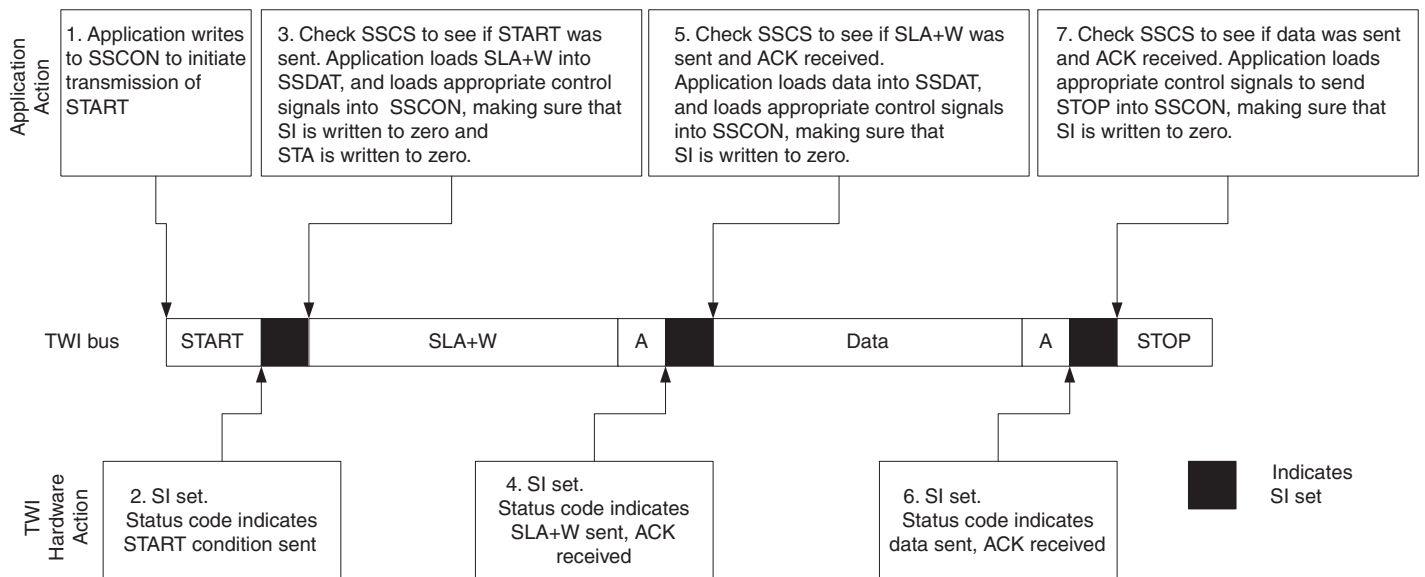 Application
Action
1. Application writes
to SSCON to initiate
transmission of
START
3. Check SSCS to see if START was
sent. Application loads SLA+W into
SSDAT, and loads appropriate control
signals into SSCON, making sure that
SI is written to zero and
STA is written to zero.
5. Check SSCS to see if SLA+W was
sent and ACK received.
Application loads data into SSDAT,
and loads appropriate control signals
into SSCON, making sure that
SI is written to zero.
7. Check SSCS to see if data was sent
and ACK received. Application loads
appropriate control signals to send
STOP into SSCON, making sure that
SI is written to zero.
TWI bus
START
SLA+W
A
Data
A
STOP
TWI
Hardware
Action
2. SI set.
Status code indicates
START condition sent
4. SI set.
Status code indicates
SLA+W sent, ACK
received
6. SI set.
Status code indicates
data sent, ACK received
Indicates
SI set